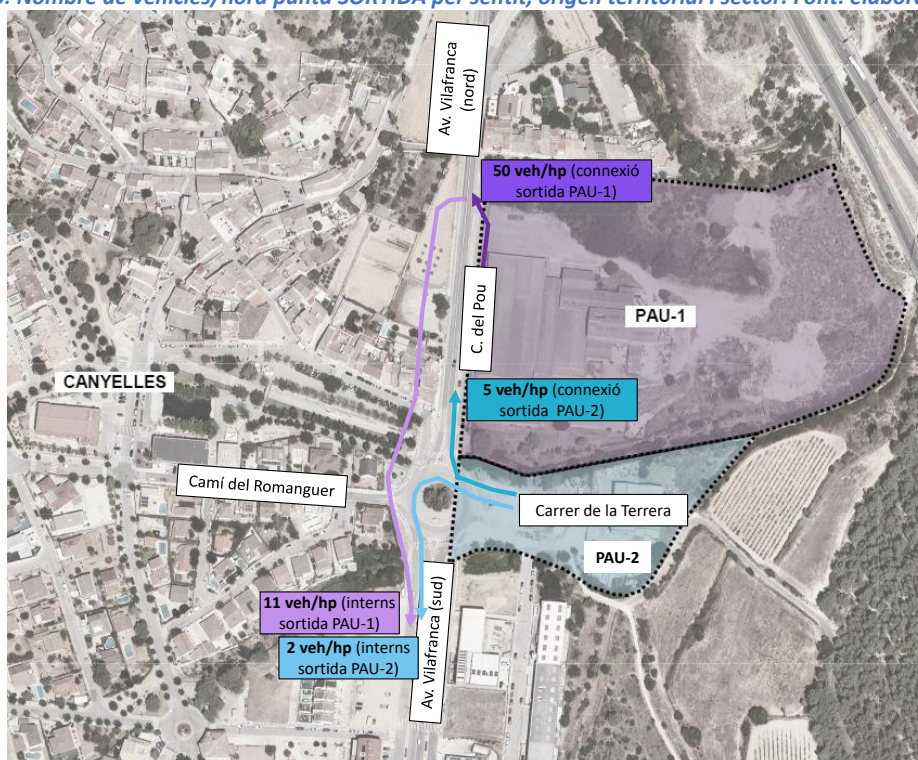 Nombre de vehicles/hora punta SORTIDA per sentit, origen territorial i sector. Font:
Av. Vilafranca
(nord)
50 veh/hp (connexió
sortida PAU-1)
C. del Pou
PAU-1
CANYELLES
5 veh/hp (connexió
sortida PAU-2)
Camí del Romanguer
Carrer de la Terrera
PAU-2
11 veh/hp (interns
sortida PAU-1)
2 veh/hp (interns
sortida PAU-2)
Av. Vilafranca (sud)